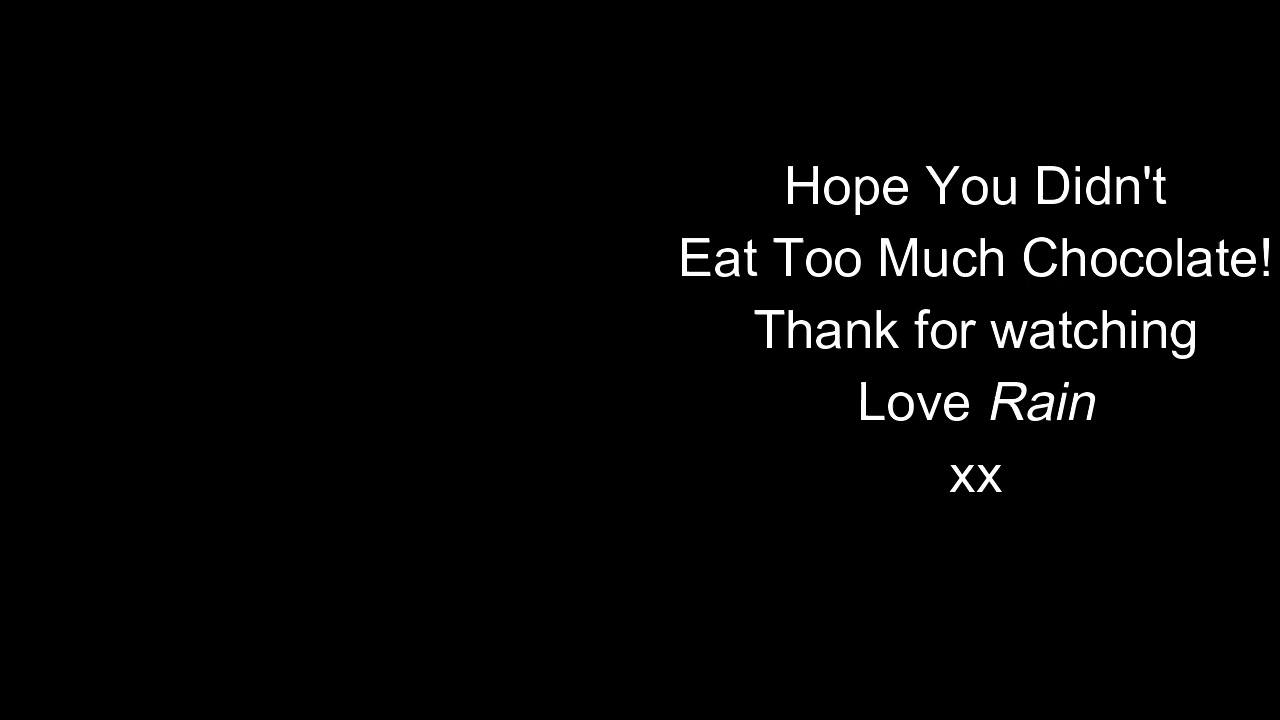 Hope You Didn't
Eat Too Much Chocolate!
Thank for watching
Love Rain
xx